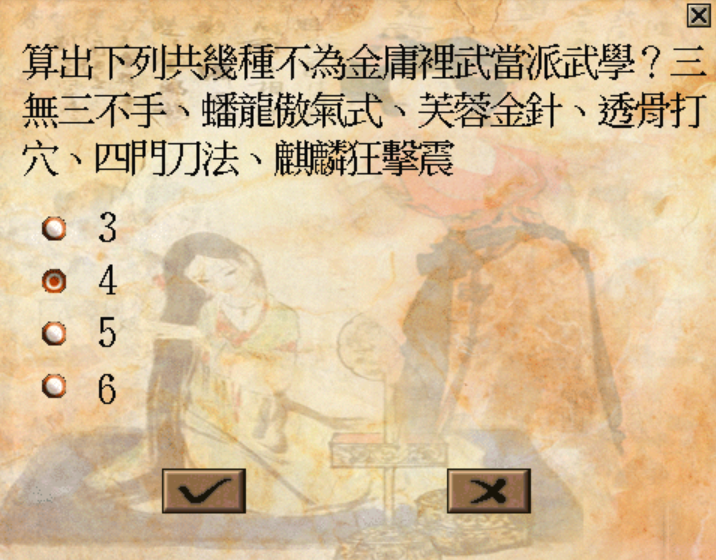 算出下列共幾種不為金庸裡武當派武學？三
無三不手、蟠龍傲氣式、芙蓉金針、透骨打
穴、四門刀法、麒麟狂擊震
3
4
5
6